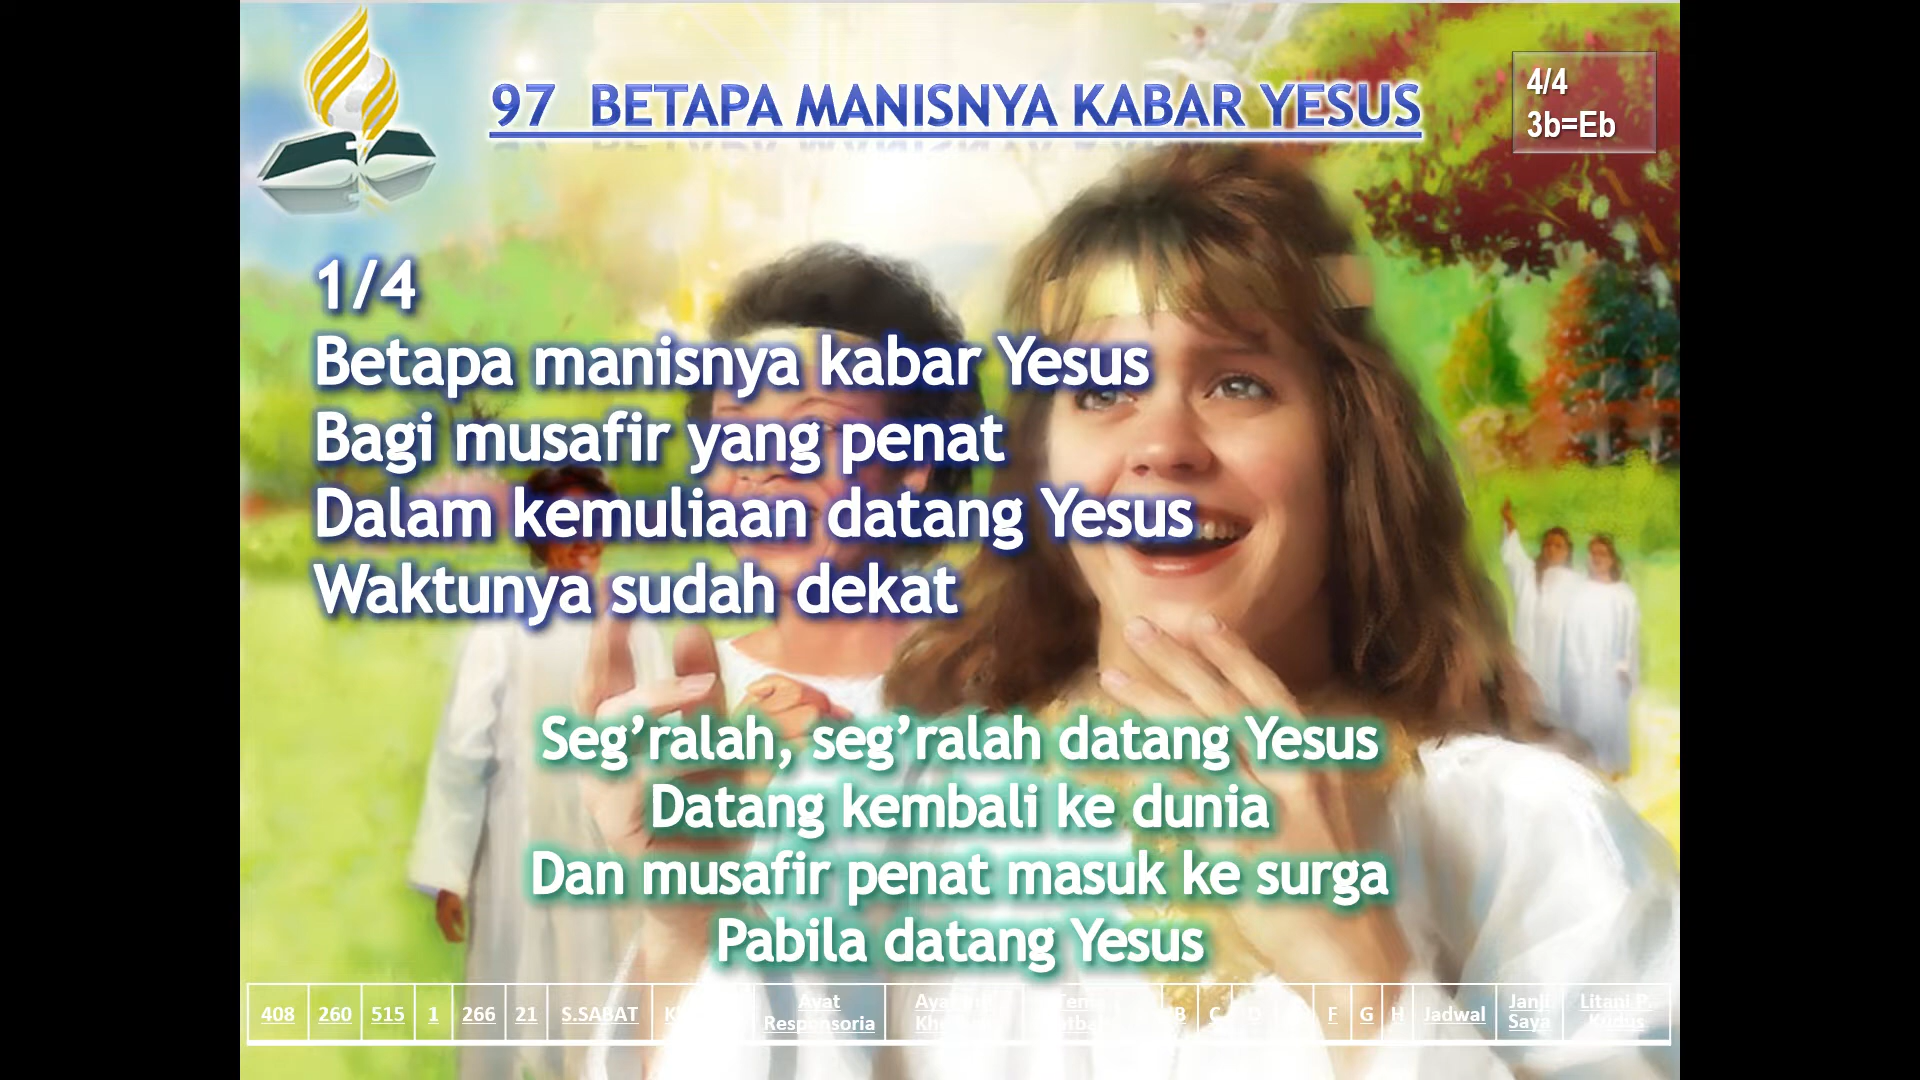 97 BETAPA MANISNYA KABAR YESUS
4/4
3b=Eb
1/4
Betapa manisnya kabar Yesus
Bagi musafir yang penat
Dalam kemuliaan datang Yesus
Waktunya sudah dekat
Seg’ralah, seg’ralah datang Yesus
Datang kembali ke dunia
Dan musafir penat masuk ke surga
Pabila datang Yesus
408 260 515 1 266 21 S.SABAT Ayat Responsoria B C D F G H Jadwal Janji Saya Litani P. Kudus